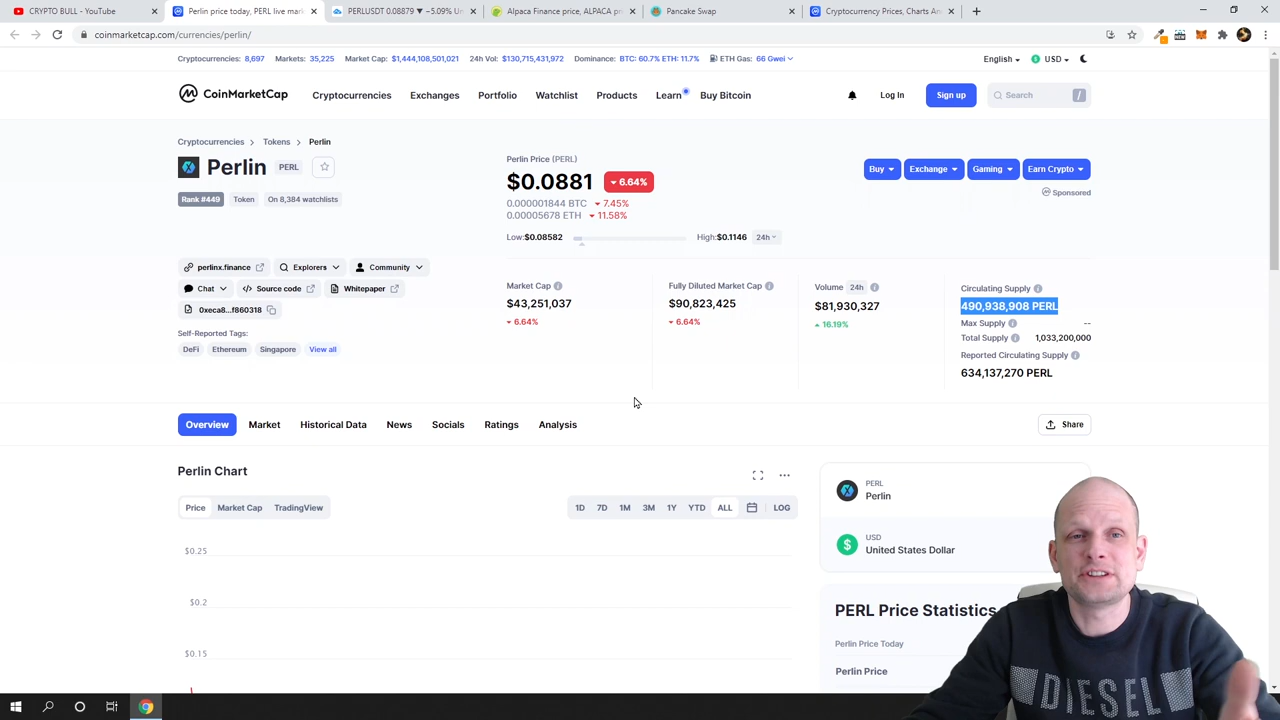 CRYPTO BULL - YouTube
Perlin price today, PERL live mar
PERLUSDT 0.08879 ▼ −5.09% Un
Alpaca Finance price, ALPACA pr
Pancake Swap
Cryptocurrency Prices, Charts An
coinmarketcap.com/currencies/perlin/
Cryptocurrencies: 8,697 Markets: 35,225 Market Cap: $1,444,108,501,021 24h Vol: $130,715,431,972 Dominance: BTC: 60.7% ETH: 11.7% ETH Gas: 66 Gwei
English USD
CoinMarketCap
Cryptocurrencies Exchanges Portfolio Watchlist Products Learn Buy Bitcoin
Log In Sign up Search /
Cryptocurrencies > Tokens > Perlin
Perlin PERL
Rank #449 Token On 8,384 watchlists
Perlin Price (PERL)
$0.0881 6.64%
0.000001844 BTC 7.45%
0.00005678 ETH 11.58%
Low:$0.08582 High:$0.1146 24h
Buy Exchange Gaming Earn Crypto
Sponsored
perlinx.finance Explorers Community
Chat Source code Whitepaper
0xeca8...f860318
Self-Reported Tags:
DeFi Ethereum Singapore View all
Market Cap
$43,251,037
6.64%
Fully Diluted Market Cap
$90,823,425
6.64%
Volume 24h
$81,930,327
16.19%
Circulating Supply
490,938,908 PERL
Max Supply --
Total Supply 1,033,200,000
Reported Circulating Supply
634,137,270 PERL
Overview Market Historical Data News Socials Ratings Analysis
Share
Perlin Chart
Price Market Cap TradingView
1D 7D 1M 3M 1Y YTD ALL LOG
$0.25
$0.2
$0.15
PERL
Perlin
USD
United States Dollar
PERL Price Statistics
Perlin Price Today
Perlin Price
DIESEL